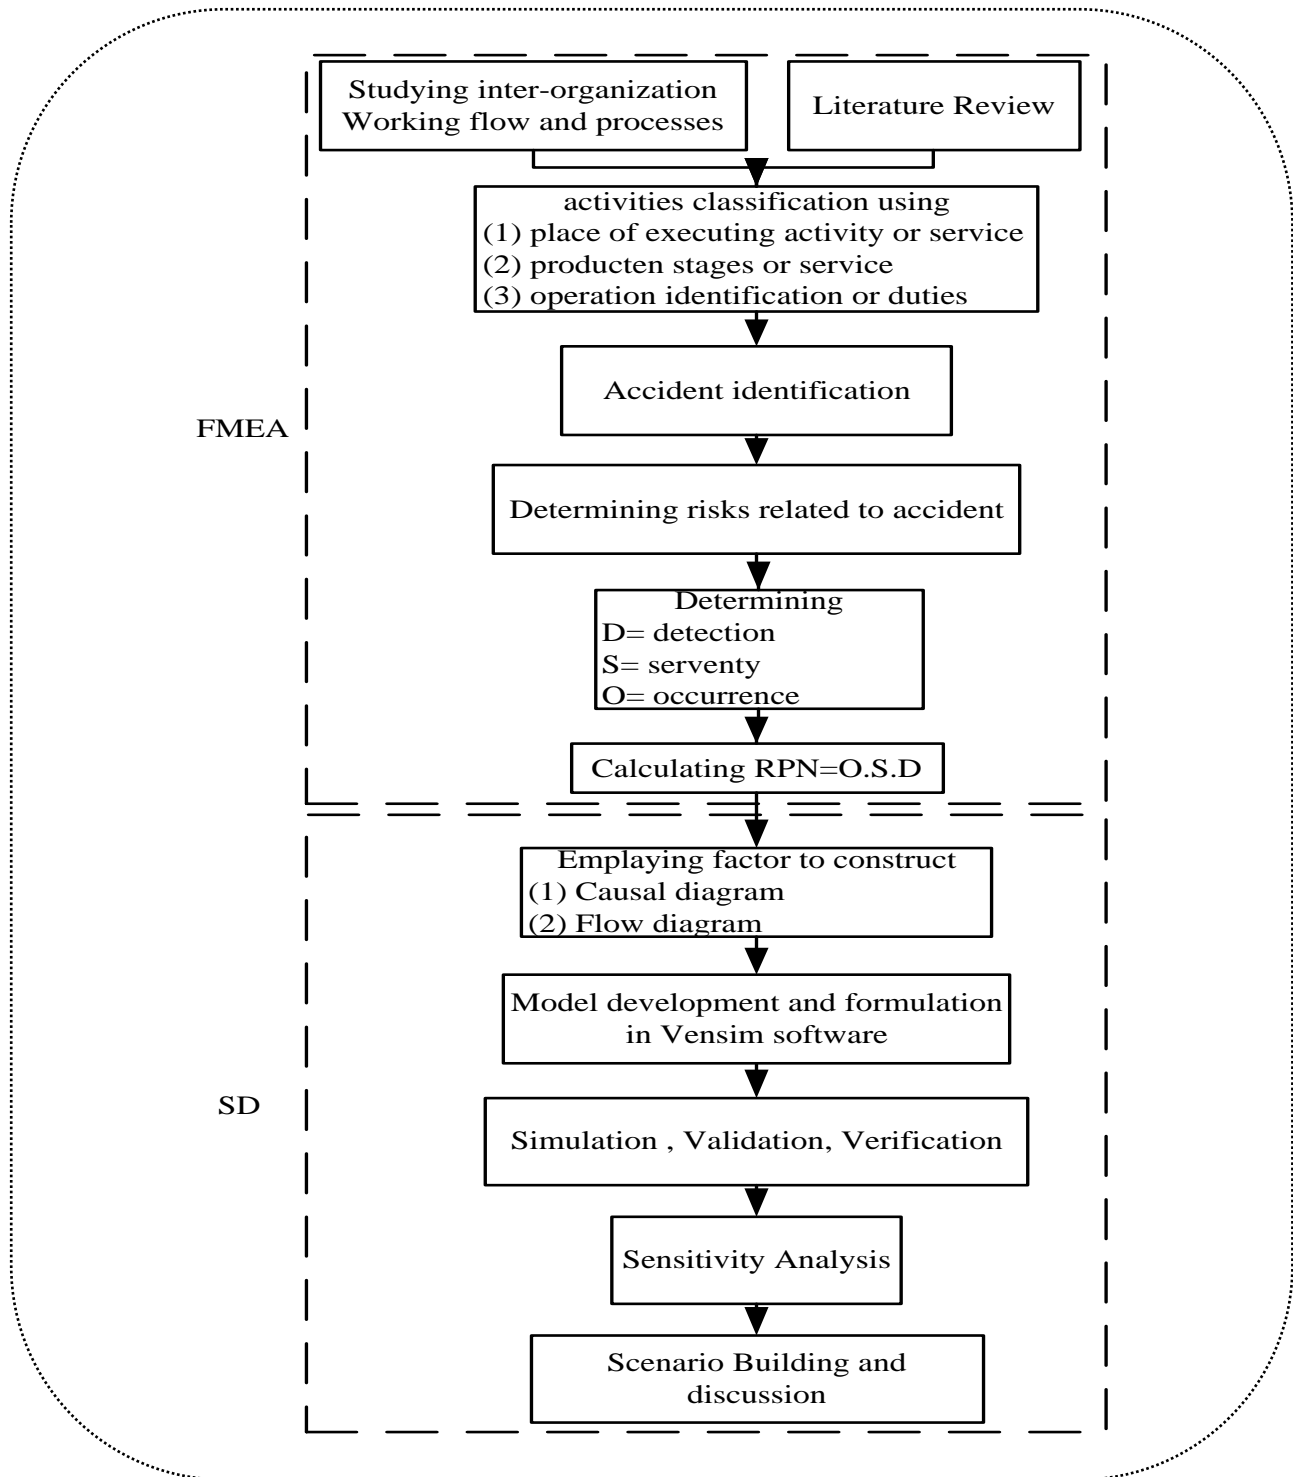 Studying inter-organization
Working flow and processes
Literature Review
activities classification using
(1) place of executing activity or service
(2) producten stages or service
(3) operation identification or duties
Accident identification
FMEA
Determining risks related to accident
Determining
D= detection
S= serventy
O= occurrence
Calculating RPN=O.S.D
Employing factor to construct
(1) Causal diagram
(2) Flow diagram
Model development and formulation
in Vensim software
SD
Simulation , Validation, Verification
Sensitivity Analysis
Scenario Building and
discussion